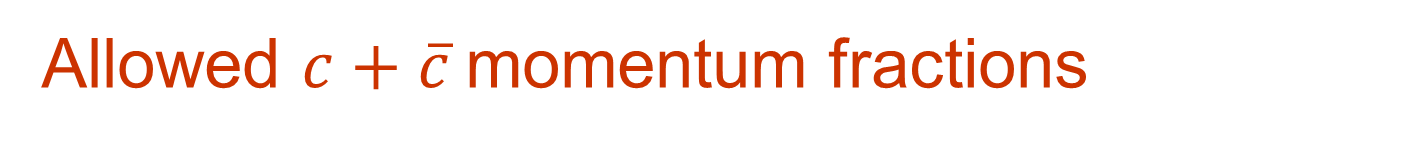 Allowed 𝑐 + 𝑐̄ momentum fractions